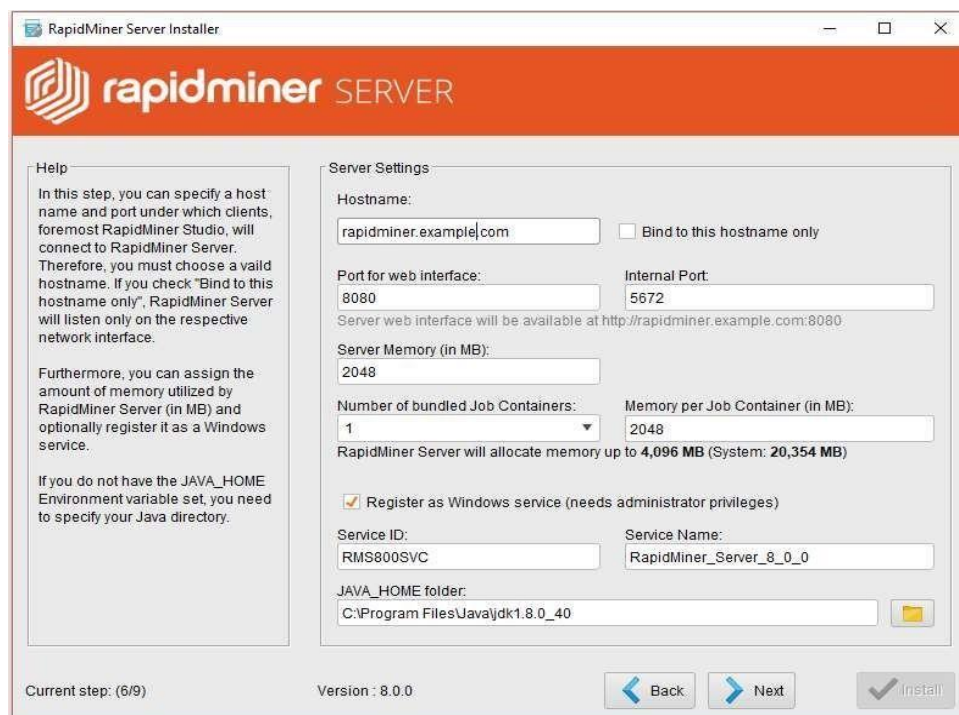 RapidMiner Server Installer
rapidminer SERVER
Help
In this step, you can specify a host
name and port under which clients,
foremost RapidMiner Studio, will
connect to RapidMiner Server.
Therefore, you must choose a vaild
hostname. If you check "Bind to this
hostname only", RapidMiner Server
will listen only on the respective
network interface.
Furthermore, you can assign the
amount of memory utilized by
RapidMiner Server (in MB) and
optionally register it as a Windows
service.
If you do not have the JAVA_HOME
Environment variable set, you need
to specify your Java directory.
Server Settings
Hostname:
rapidminer.example.com
Bind to this hostname only
Port for web interface:
Internal Port:
8080
5672
Server web interface will be available at http://rapidminer.example.com:8080
Server Memory (in MB):
2048
Number of bundled Job Containers:
Memory per Job Container (in MB):
1
2048
RapidMiner Server will allocate memory up to 4,096 MB (System: 20,354 MB)
Register as Windows service (needs administrator privileges)
Service ID:
Service Name:
RMS800SVC
RapidMiner_Server_8_0_0
JAVA_HOME folder:
C:\Program Files\Java\jdk1.8.0_40
Current step: (6/9)
Version : 8.0.0
Back
Next
Install